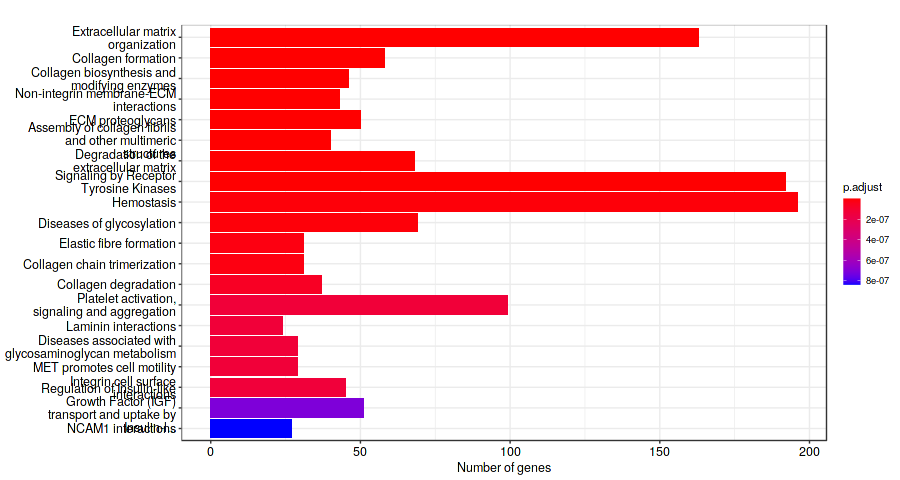 Extracellular matrix
organization
Collagen formation
Collagen biosynthesis and
modifying enzymes
Non-integrin membrane-ECM
interactions
ECM proteoglycans
Assembly of collagen fibrils
and other multimeric
structures
Degradation of the
extracellular matrix
Signaling by Receptor
Tyrosine Kinases
Hemostasis
Diseases of glycosylation
Elastic fibre formation
Collagen chain trimerization
Collagen degradation
Platelet activation,
signaling and aggregation
Laminin interactions
Diseases associated with
glycosaminoglycan metabolism
MET promotes cell motility
Integrin cell surface
interactions
Regulation of Insulin-like
Growth Factor (IGF)
transport and uptake by
NCAM1 interactions
0
50
100
150
200
Number of genes
p.adjust
2e-07
4e-07
6e-07
8e-07